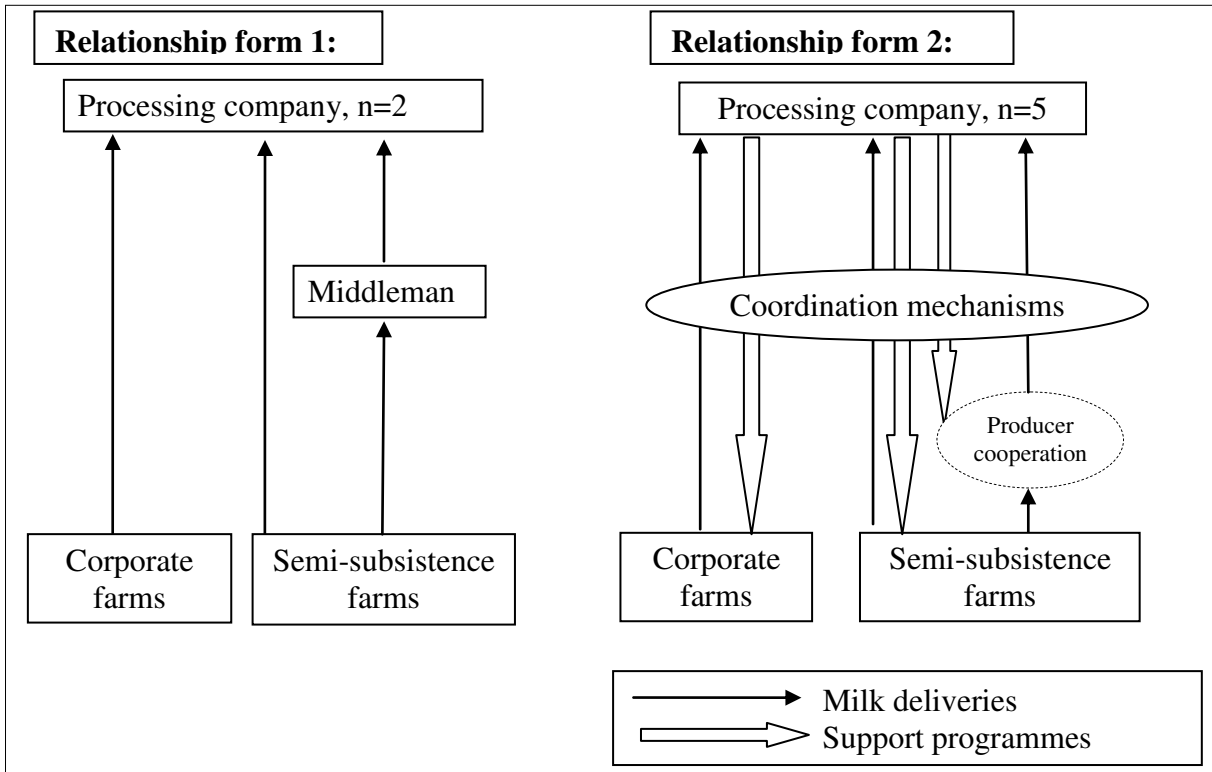 Relationship form 1:
Processing company, n=2
Middleman
Corporate
farms
Semi-subsistence
farms
Relationship form 2:
Processing company, n=5
Coordination mechanisms
Producer
cooperation
Corporate
farms
Semi-subsistence
farms
Milk deliveries
Support programmes